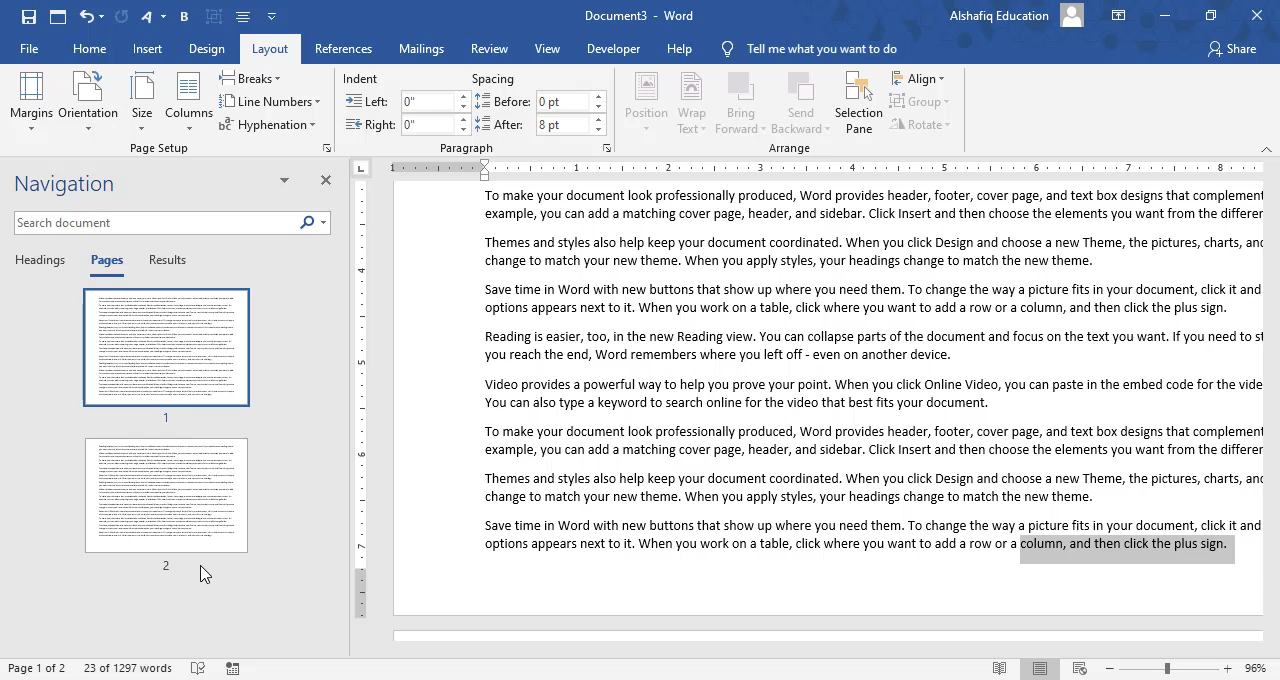 Document3 - Word
Alshafiq Education
File Home Insert Design Layout References Mailings Review View Developer Help Tell me what you want to do Share
Margins
Orientation
Size
Columns
Breaks
Line Numbers
Hyphenation
Page Setup
Indent
Left: 0"
Right: 0"
Spacing
Before: 0 pt
After: 8 pt
Paragraph
Position
Wrap Text
Bring Forward
Send Backward
Selection Pane
Align
Group
Rotate
Arrange
Navigation
Search document
Headings Pages Results
1
2
1 1 2 3 4 5 6 7 8
4
5
6
7
To make your document look professionally produced, Word provides header, footer, cover page, and text box designs that complement
example, you can add a matching cover page, header, and sidebar. Click Insert and then choose the elements you want from the differen
Themes and styles also help keep your document coordinated. When you click Design and choose a new Theme, the pictures, charts, and
change to match your new theme. When you apply styles, your headings change to match the new theme.
Save time in Word with new buttons that show up where you need them. To change the way a picture fits in your document, click it and
options appears next to it. When you work on a table, click where you want to add a row or a column, and then click the plus sign.
Reading is easier, too, in the new Reading view. You can collapse parts of the document and focus on the text you want. If you need to st
you reach the end, Word remembers where you left off - even on another device.
Video provides a powerful way to help you prove your point. When you click Online Video, you can paste in the embed code for the vide
You can also type a keyword to search online for the video that best fits your document.
To make your document look professionally produced, Word provides header, footer, cover page, and text box designs that complement
example, you can add a matching cover page, header, and sidebar. Click Insert and then choose the elements you want from the differen
Themes and styles also help keep your document coordinated. When you click Design and choose a new Theme, the pictures, charts, and
change to match your new theme. When you apply styles, your headings change to match the new theme.
Save time in Word with new buttons that show up where you need them. To change the way a picture fits in your document, click it and
options appears next to it. When you work on a table, click where you want to add a row or a column, and then click the plus sign.
Page 1 of 2 23 of 1297 words
96%